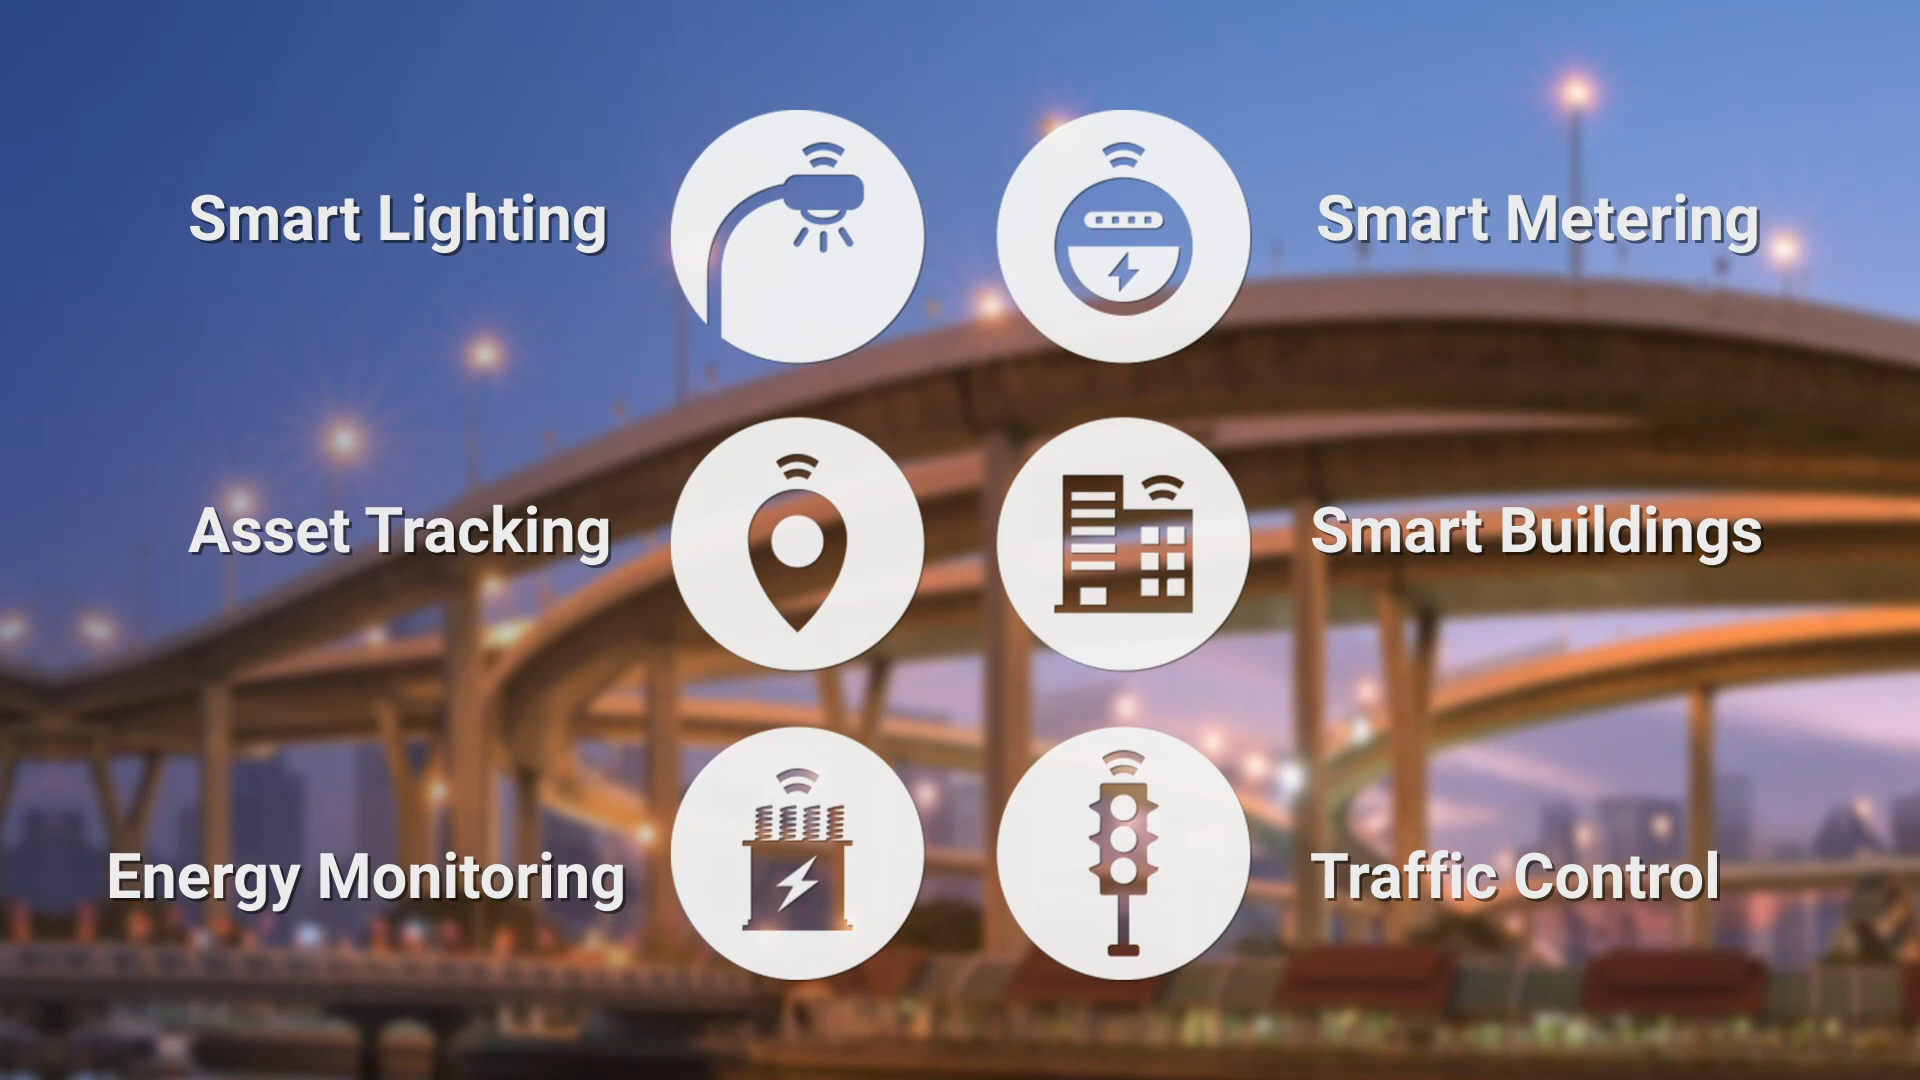 Smart Lighting
Smart Metering
Asset Tracking
Smart Buildings
Energy Monitoring
Traffic Control